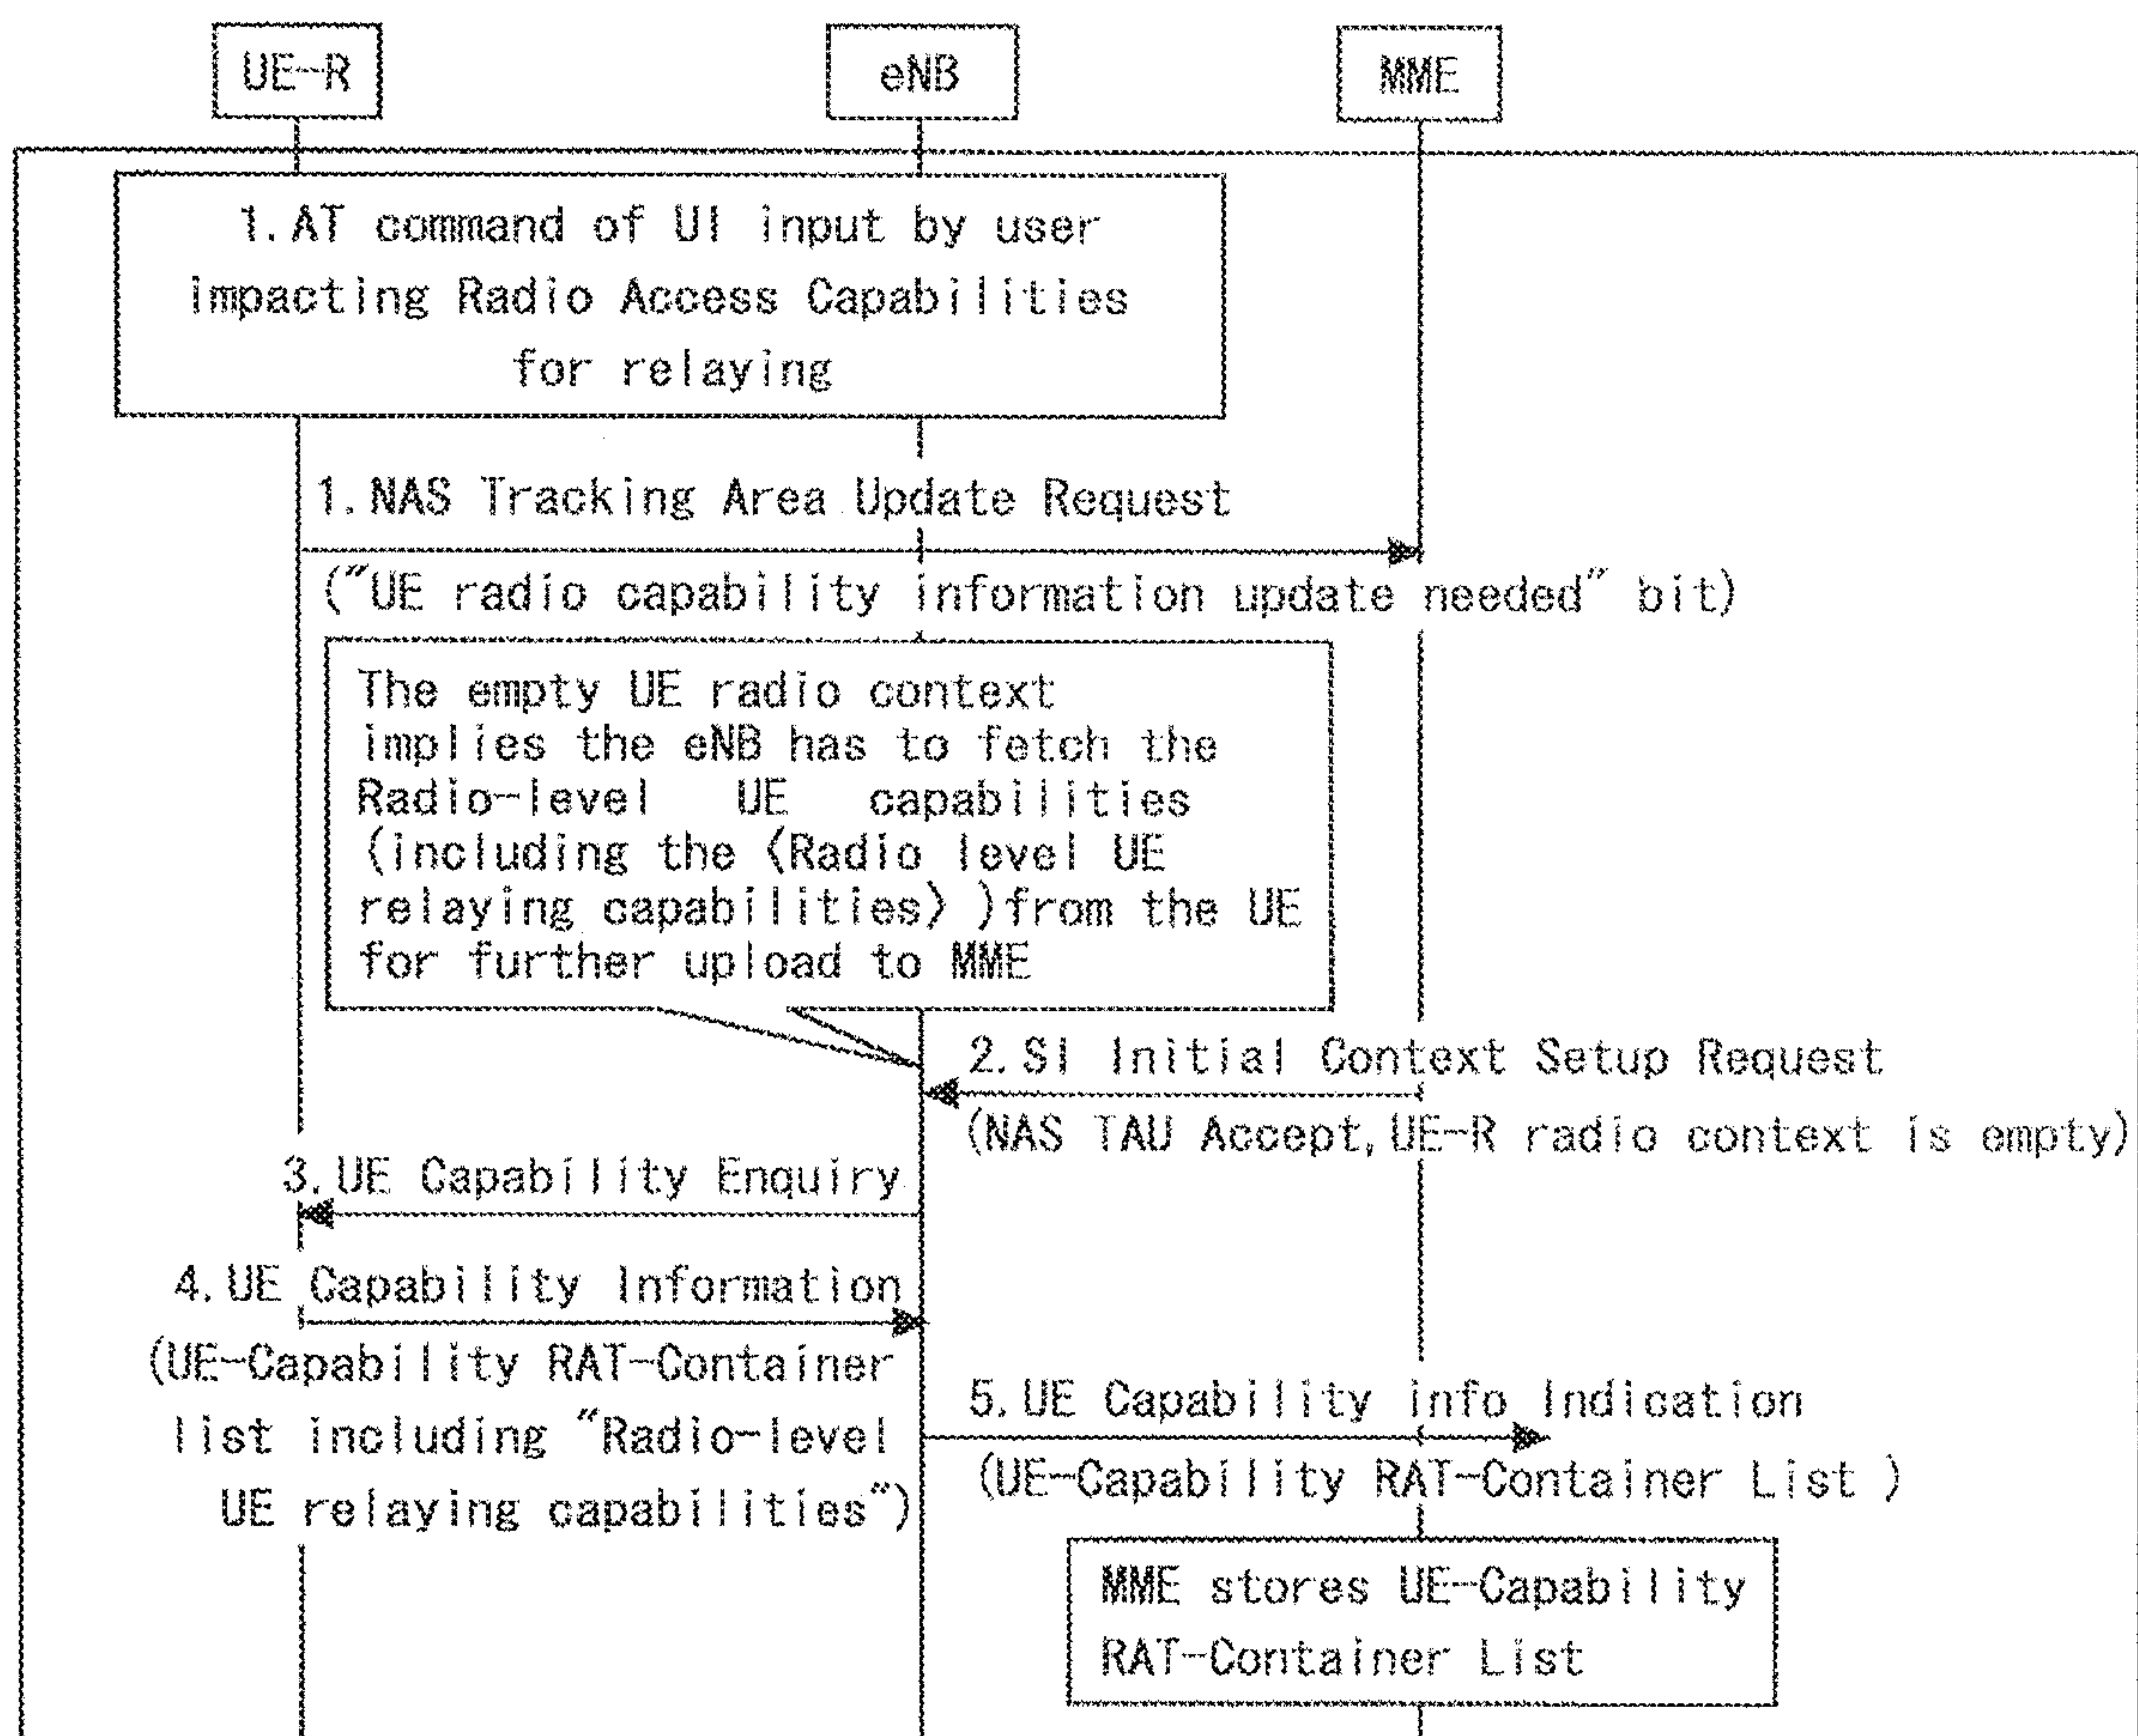 UE-R
eNB
MME
1. AT command of UI input by user
impacting Radio Access Capabilities
for relaying
1. NAS Tracking Area Update Request
("UE radio capability information update needed" bit)
The empty UE radio context
implies the eNB has to fetch the
Radio-level UE capabilities
(including the <Radio level UE
relaying capabilities> )from the UE
for further upload to MME
2. SI Initial Context Setup Request
(NAS TAU Accept, UE-R radio context is empty)
3. UE Capability Enquiry
4. UE Capability Information
(UE-Capability RAT-Container
list including "Radio-level
UE relaying capabilities")
5. UE Capability info Indication
(UE-Capability RAT-Container List )
MME stores UE-Capability
RAT-Container List